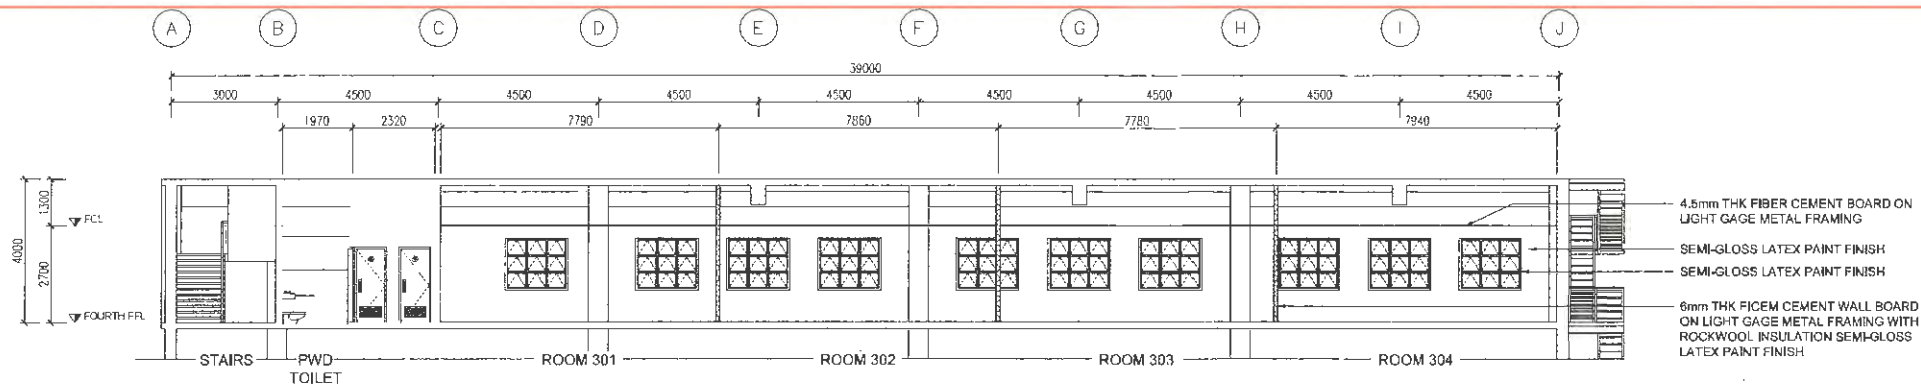 A B C D E F G H I J
39000
3000 4500 4500 4500 4500 4500 4500 4500 4500
1970 2320 7790 7860 7780 7940
4000
1300
2700
FCL
FOURTH FFL
4.5mm THK FIBER CEMENT BOARD ON
LIGHT GAGE METAL FRAMING
SEMI-GLOSS LATEX PAINT FINISH
SEMI-GLOSS LATEX PAINT FINISH
6mm THK FICEM CEMENT WALL BOARD
ON LIGHT GAGE METAL FRAMING WITH
ROCKWOOL INSULATION SEMI-GLOSS
LATEX PAINT FINISH
STAIRS PWD ROOM 301 ROOM 302 ROOM 303 ROOM 304
TOILET